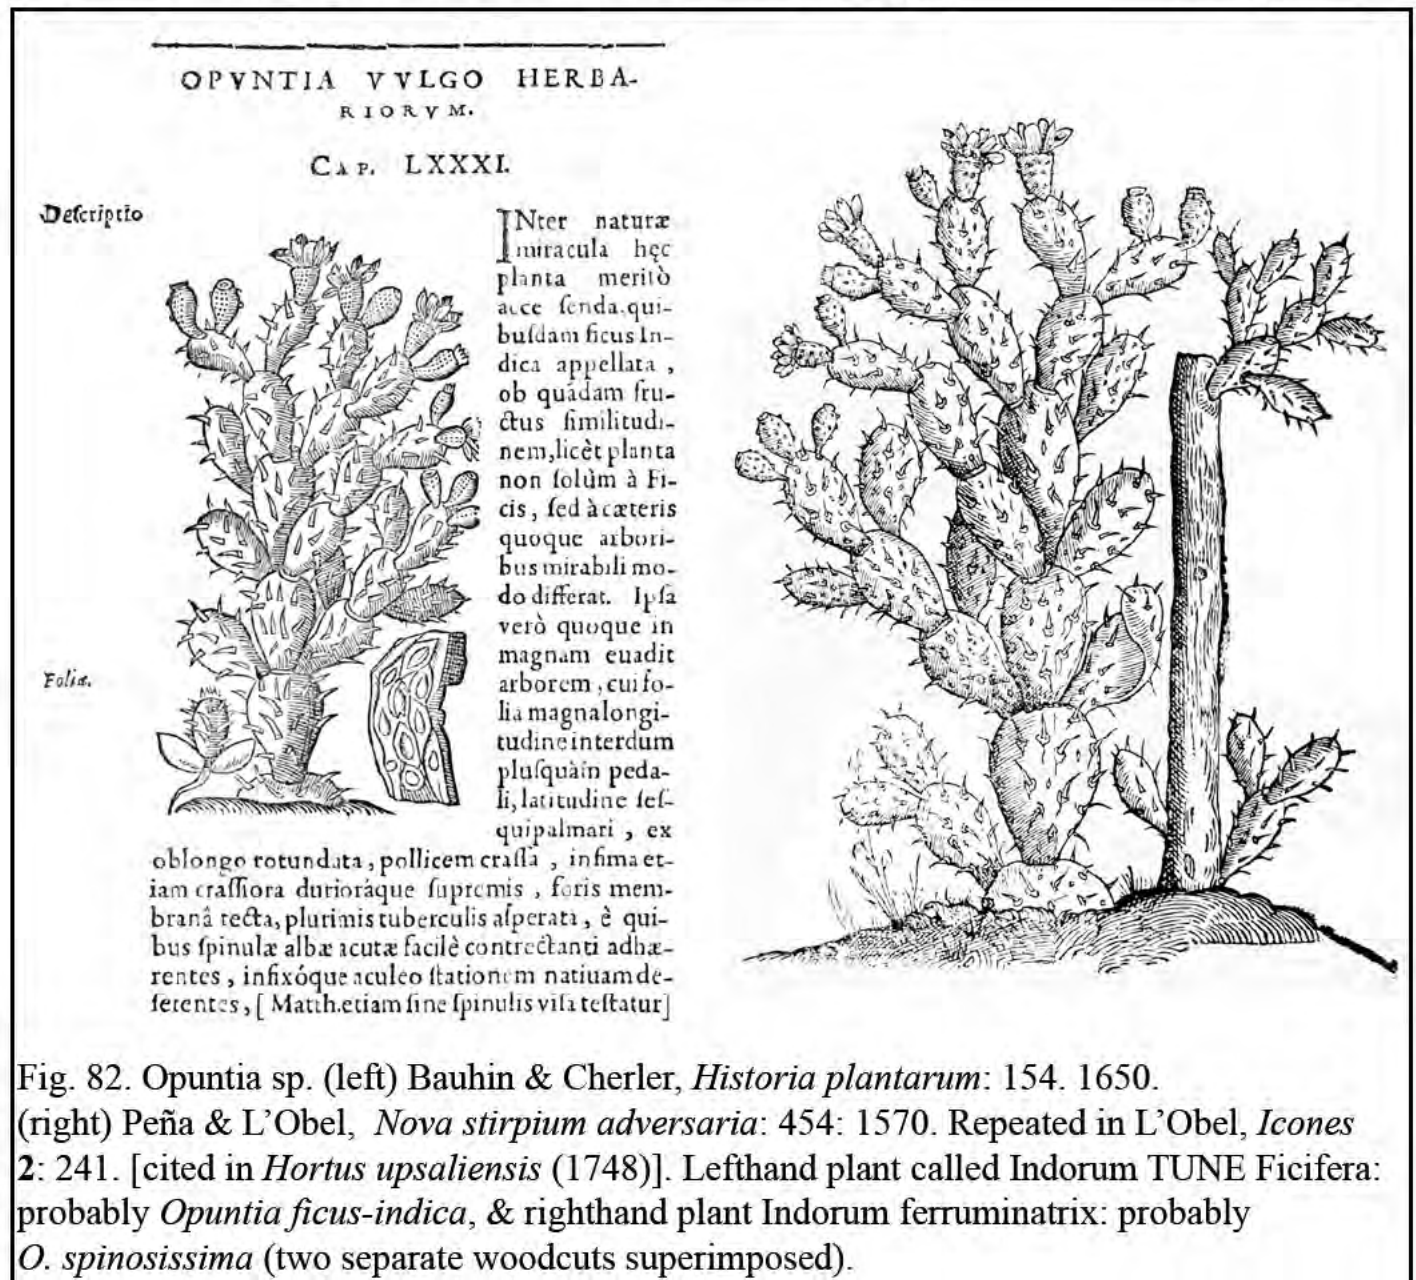 OPVNTIA VVLGO HERBA-
RIORVM.
CAP. LXXXI.
Deſcriptio
INter naturæ
miracula hęc
planta meritò
acce ſenda, qui-
buſdam ficus In-
dica appellata ,
ob quádam fru-
ctus ſimilitudi-
nem, licèt planta
non ſolùm à Fi-
cis , ſed à cæteris
quoque arbori-
bus mirabili mo-
do differat. Ipſa
verò quoque in
magnam euadit
arborem , cui fo-
lia magna longi-
tudine interdum
pluſquàm peda-
li, latitudine ſeſ-
quipalmari , ex
oblongo rotundata , pollicem craſſa , infima et-
iam craſſiora durioráque ſupremis , foris mem-
branâ tecta, plurimis tuberculis aſperata , è qui-
bus ſpinulæ albæ acutæ facilè contrectanti adhæ-
rentes , infixóque aculeo ſtationem natiuam de-
ſerentes , [ Matth. etiam ſine ſpinulis viſa teſtatur]
Foliæ.
Fig. 82. Opuntia sp. (left) Bauhin & Cherler, Historia plantarum: 154. 1650.
(right) Peña & L’Obel, Nova stirpium adversaria: 454: 1570. Repeated in L’Obel, Icones
2: 241. [cited in Hortus upsaliensis (1748)]. Lefthand plant called Indorum TUNE Ficifera:
probably Opuntia ficus-indica, & righthand plant Indorum ferruminatrix: probably
O. spinosissima (two separate woodcuts superimposed).